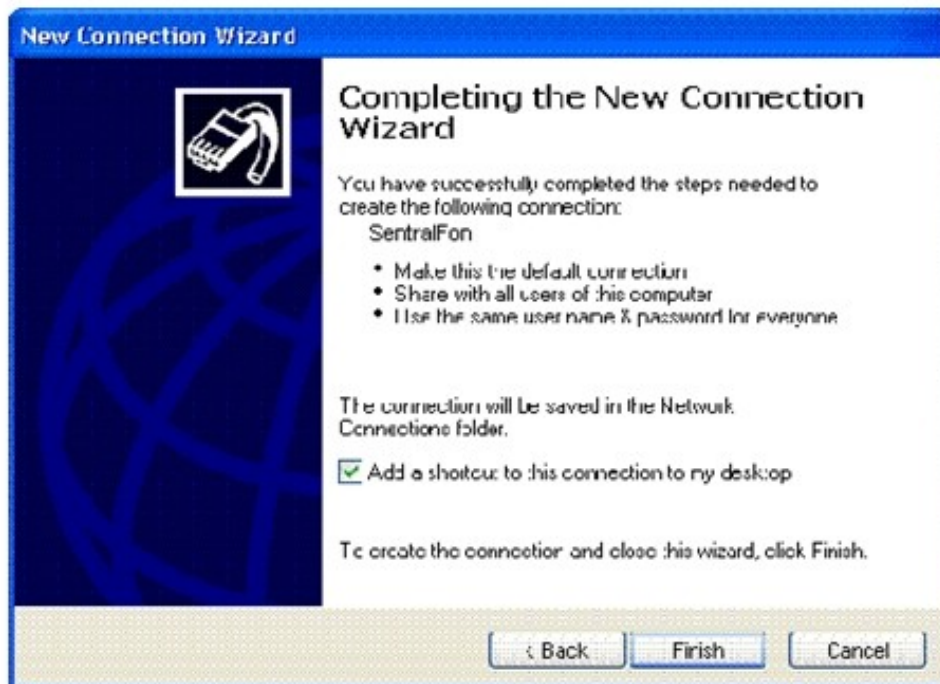 New Connection Wizard
Completing the New Connection
Wizard
You have successfully completed the steps needed to
create the following connection:
SentralFon
• Make this the default connection
• Share with all users of this computer
• Use the same user name & password for everyone
The connection will be saved in the Network
Connections folder.
Add a shortcut to this connection to my desktop
To create the connection and close this wizard, click Finish.
< Back
Finish
Cancel